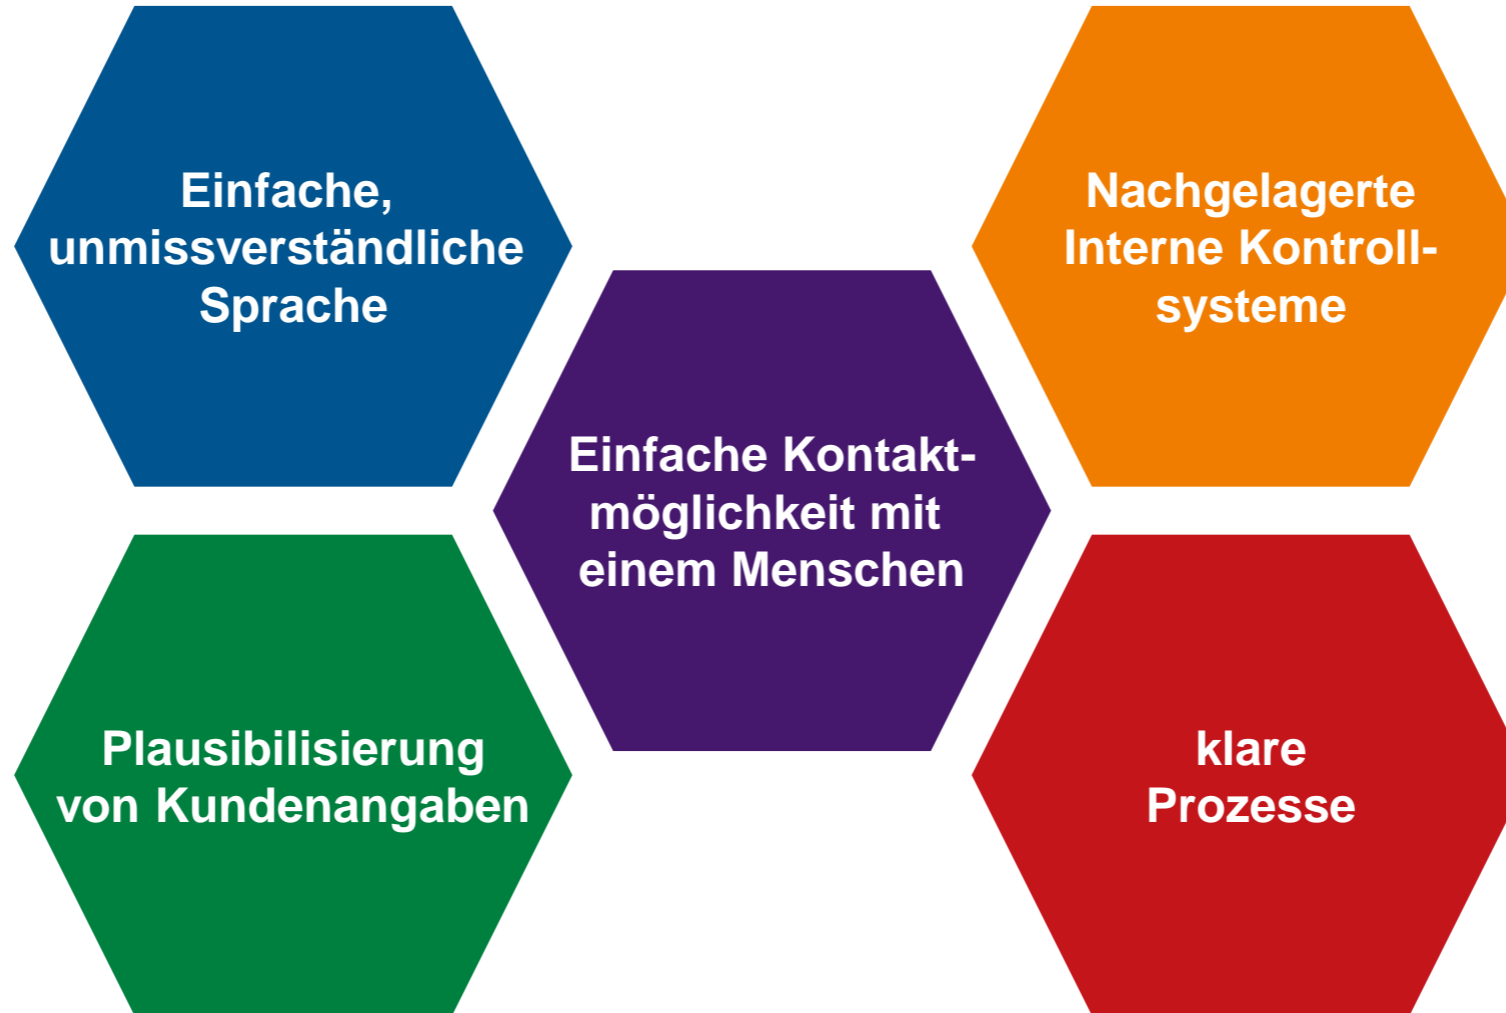 Einfache,
unmissverständliche
Sprache
Nachgelagerte
Interne Kontroll-
systeme
Einfache Kontakt-
möglichkeit mit
einem Menschen
Plausibilisierung
von Kundenangaben
klare
Prozesse